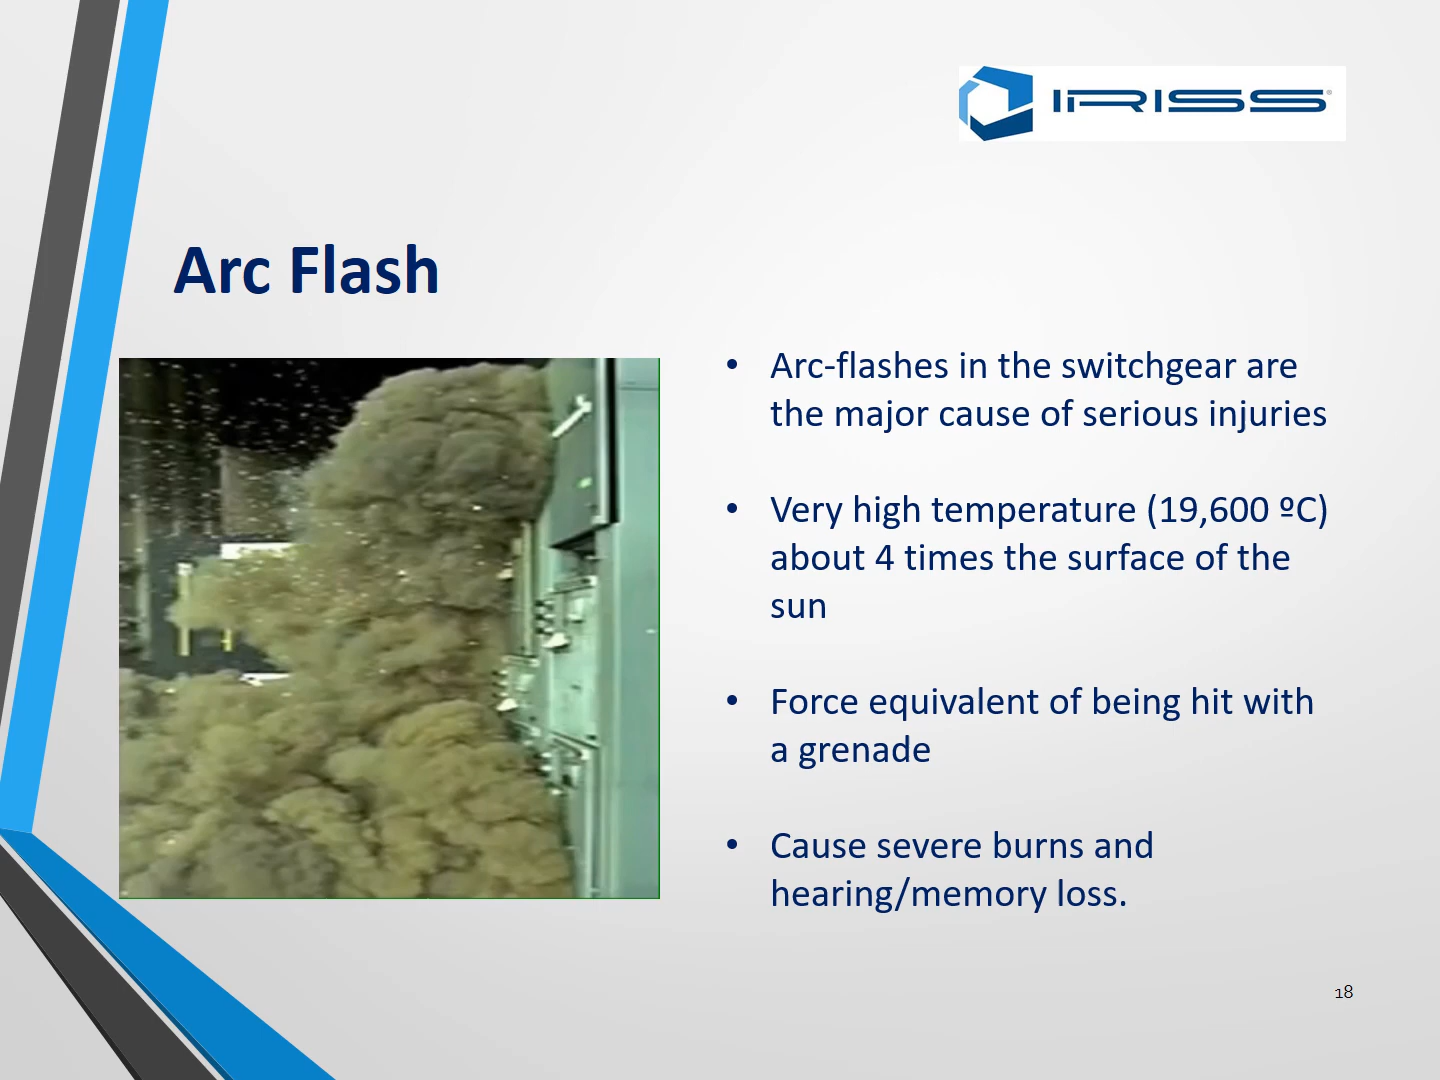 IRISS
Arc Flash
• Arc-flashes in the switchgear are
the major cause of serious injuries
• Very high temperature (19,600 ºC)
about 4 times the surface of the
sun
• Force equivalent of being hit with
a grenade
• Cause severe burns and
hearing/memory loss.
18